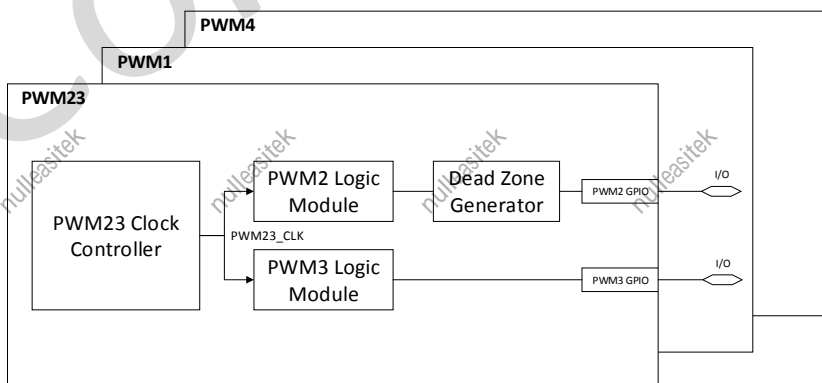 PWM4
PWM1
PWM23
nulleasitek
nulleasitek
nulleasitek
nulleasitek
PWM23 Clock
Controller
PWM23_CLK
PWM2 Logic
Module
Dead Zone
Generator
PWM2 GPIO
I/O
PWM3 Logic
Module
PWM3 GPIO
I/O